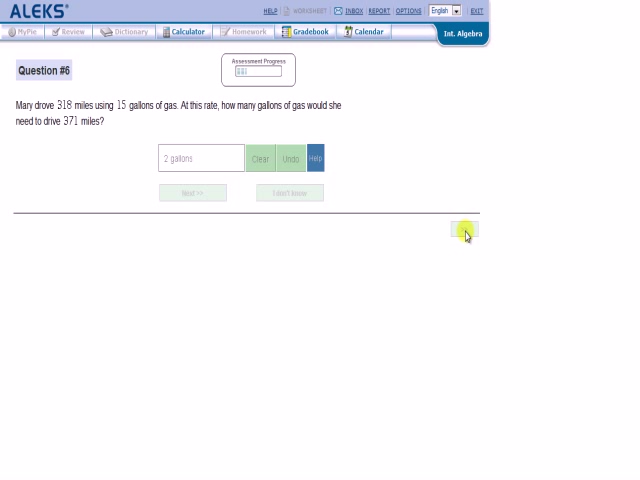 ALEKS®
HELP WORKSHEET INBOX REPORT OPTIONS English EXIT
MyPie Review Dictionary Calculator Homework Gradebook Calendar Int. Algebra
Question #6
Assessment Progress
Mary drove 318 miles using 15 gallons of gas. At this rate, how many gallons of gas would she
need to drive 371 miles?
2 gallons Clear Undo Help
Next >> I don't know